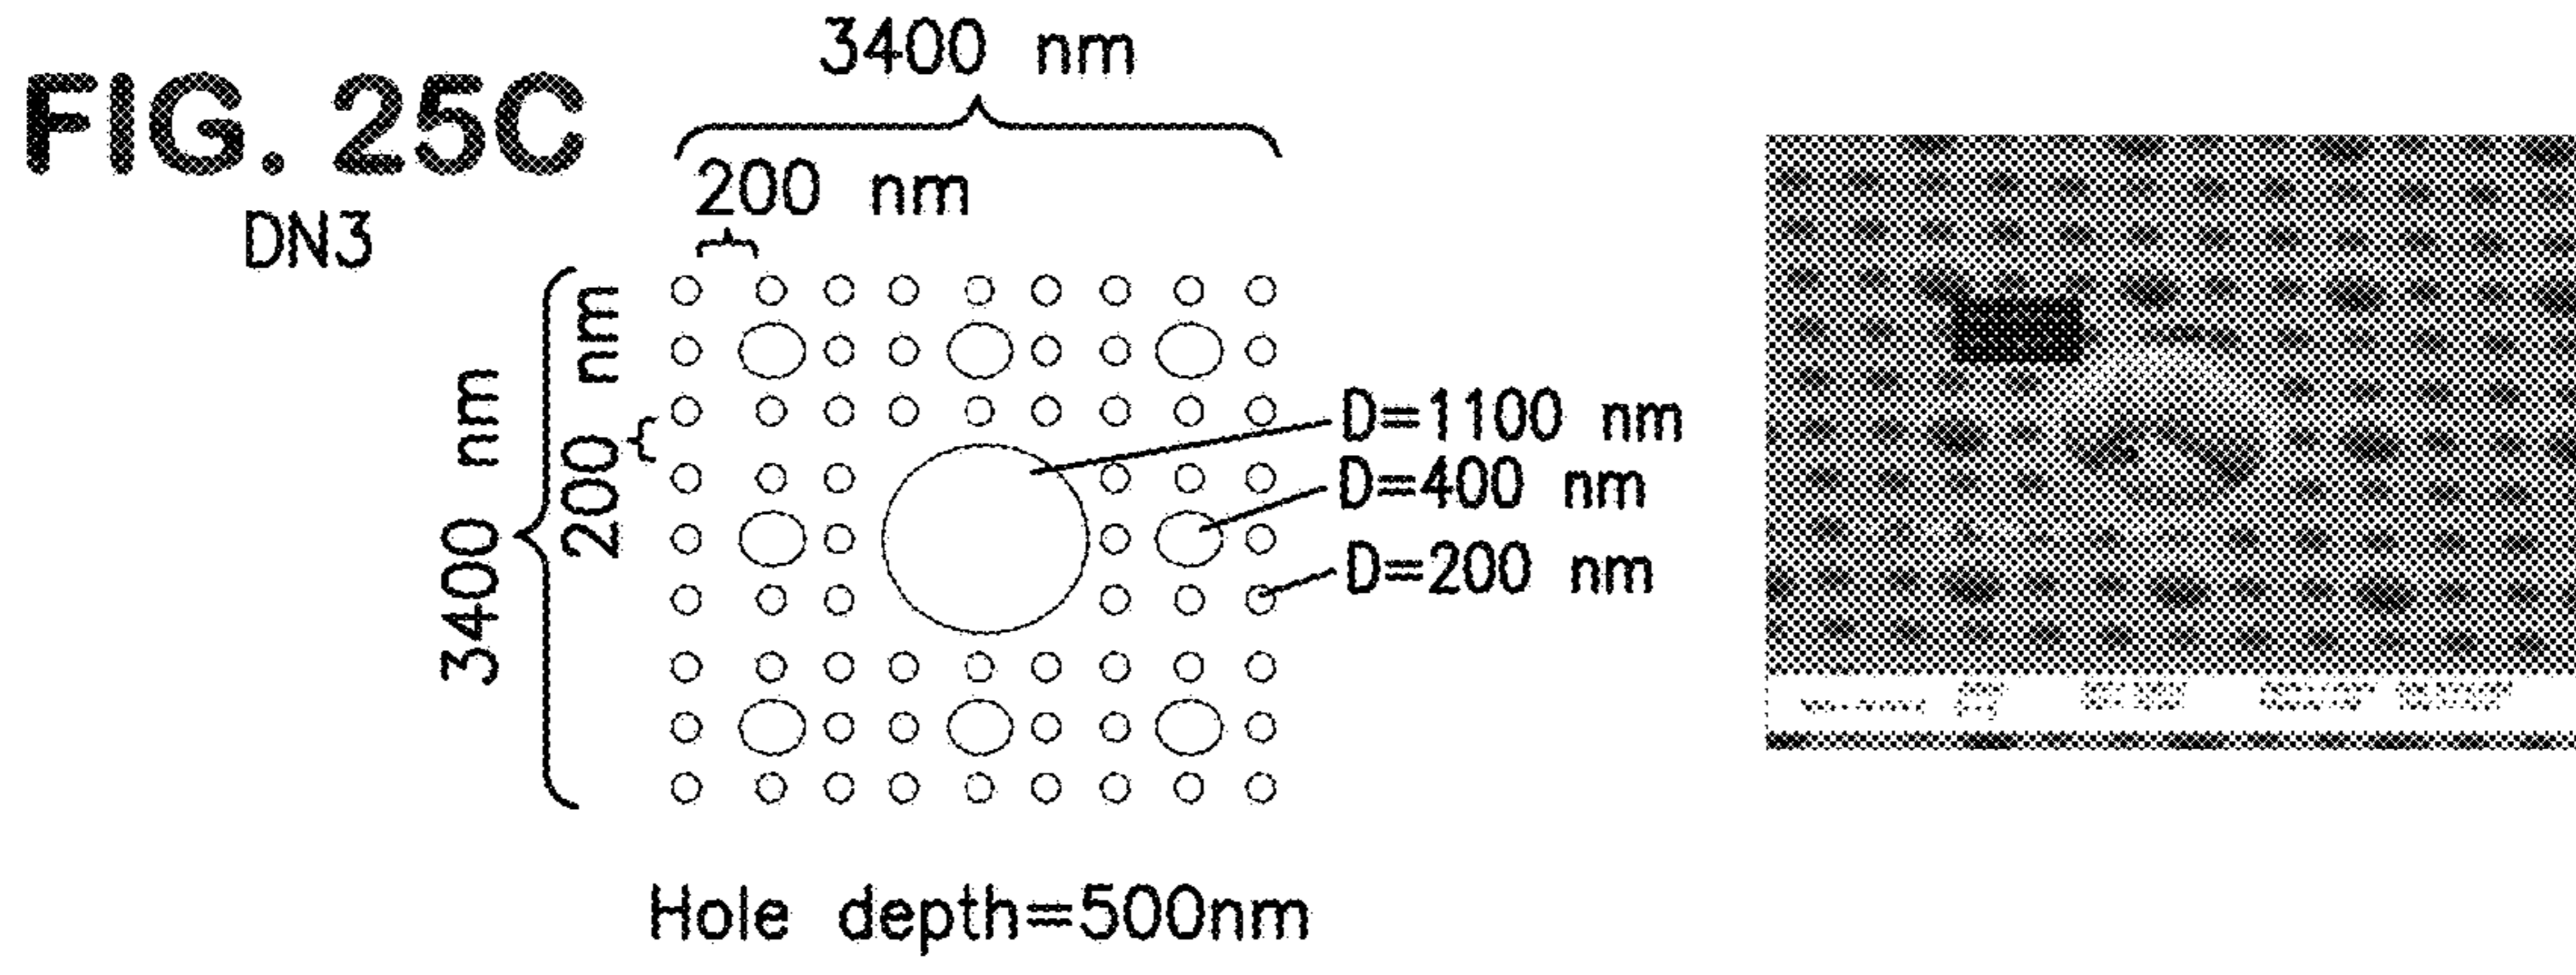 FIG. 25C
DN3
3400 nm
200 nm
3400 nm
200 nm
D=1100 nm
D=400 nm
D=200 nm
Hole depth=500nm